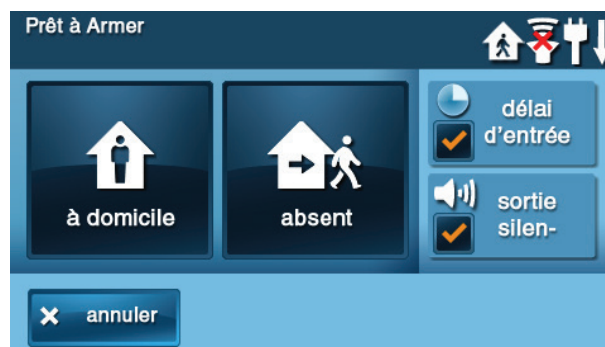 Prêt à Armer
à domicile
absent
délai
d'entrée
sortie
silen-
annuler